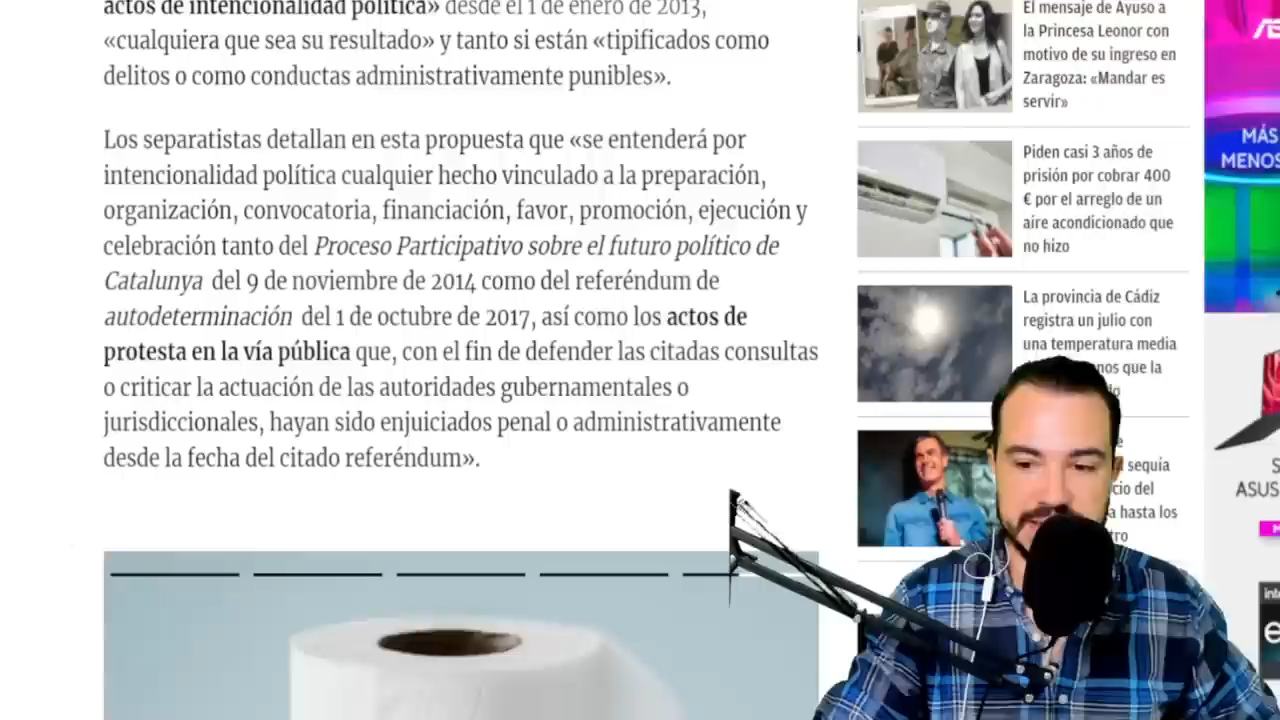 actos de intencionalidad política» desde el 1 de enero de 2013,
«cualquiera que sea su resultado» y tanto si están «tipificados como
delitos o como conductas administrativamente punibles».
Los separatistas detallan en esta propuesta que «se entenderá por
intencionalidad política cualquier hecho vinculado a la preparación,
organización, convocatoria, financiación, favor, promoción, ejecución y
celebración tanto del Proceso Participativo sobre el futuro político de
Catalunya del 9 de noviembre de 2014 como del referéndum de
autodeterminación del 1 de octubre de 2017, así como los actos de
protesta en la vía pública que, con el fin de defender las citadas consultas
o criticar la actuación de las autoridades gubernamentales o
jurisdiccionales, hayan sido enjuiciados penal o administrativamente
desde la fecha del citado referéndum».
El mensaje de Ayuso a
la Princesa Leonor con
motivo de su ingreso en
Zaragoza: «Mandar es
servir»
Piden casi 3 años de
prisión por cobrar 400
€ por el arreglo de un
aire acondicionado que
no hizo
La provincia de Cádiz
registra un julio con
una temperatura media
que la
sequía
del
hasta los
MÁS
MENOS
ASUS